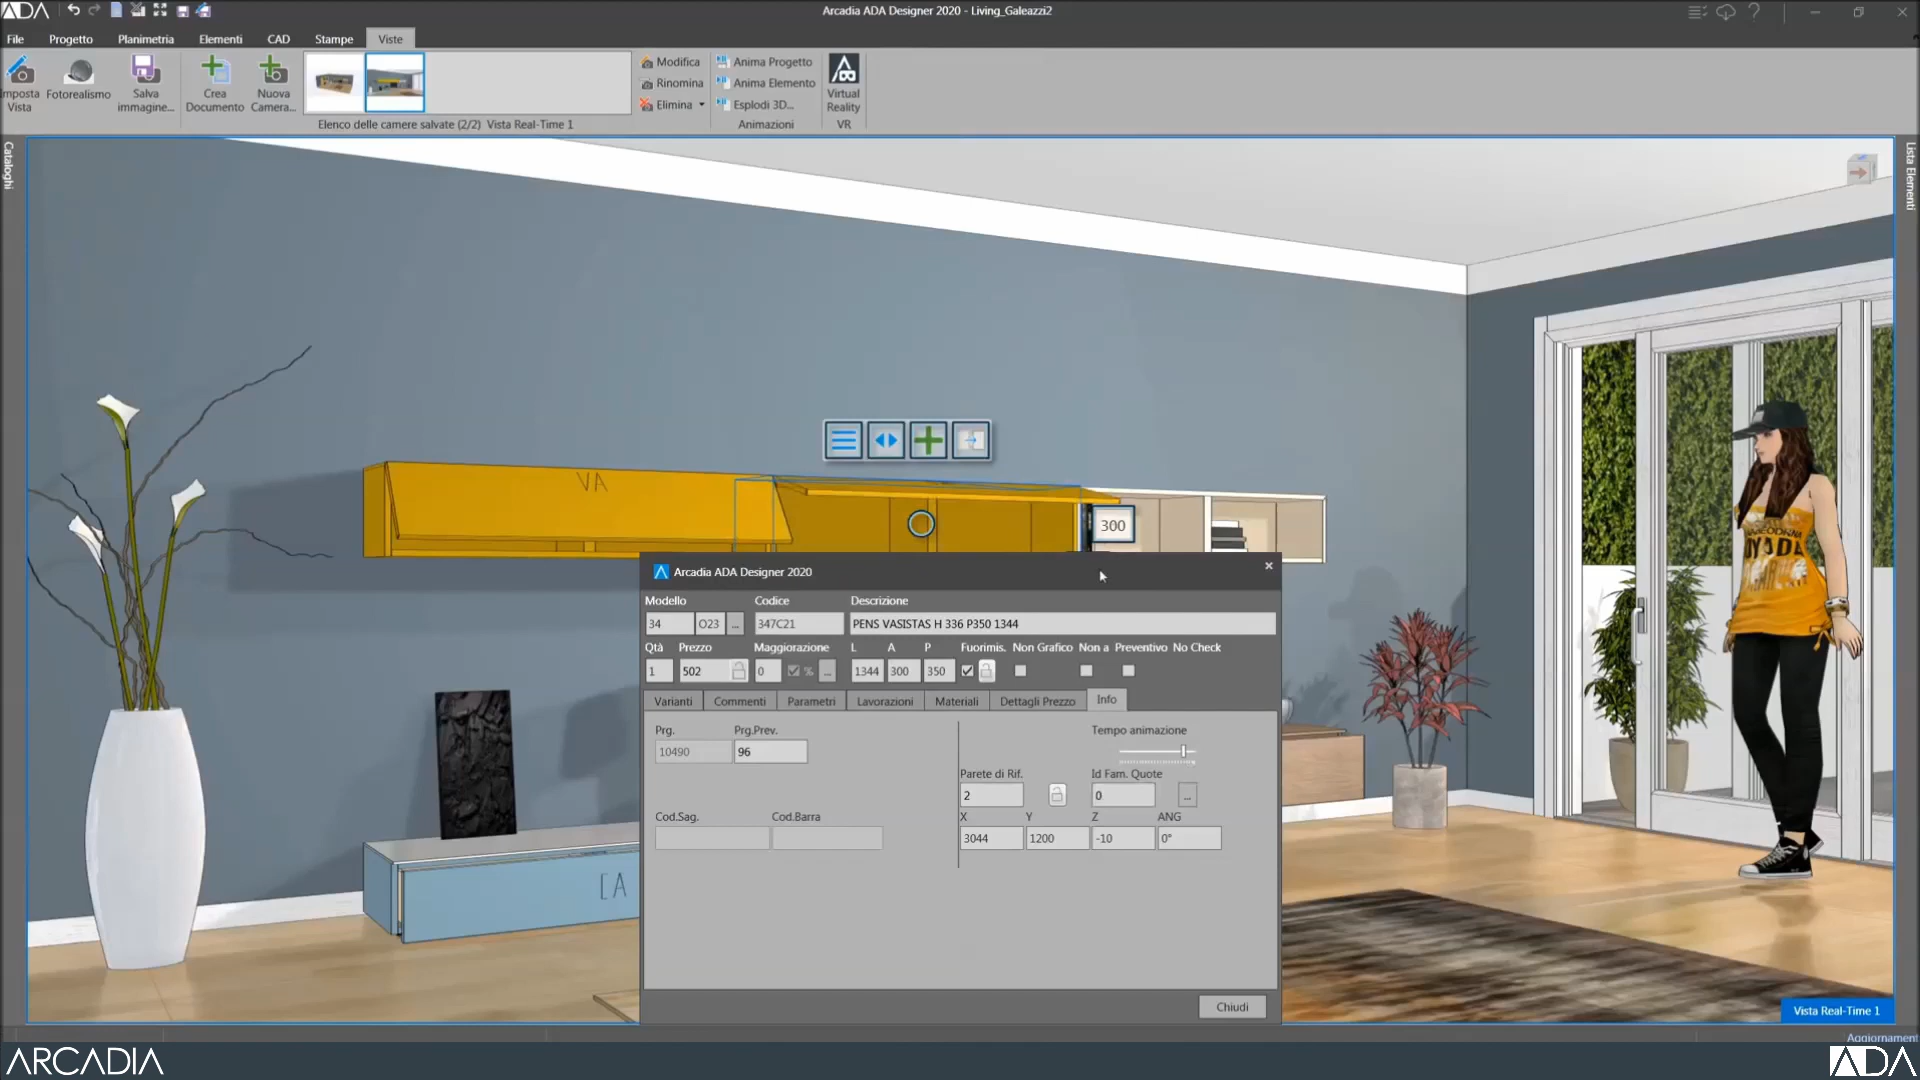 ADA
Arcadia ADA Designer 2020 - Living_Galeazzi2
File Progetto Planimetria Elementi CAD Stampe Viste
Imposta Vista
Fotorealismo
Salva immagine...
Crea Documento
Nuova Camera...
Elenco delle camere salvate (2/2) Vista Real-Time 1
Modifica
Rinomina
Elimina
Anima Progetto
Anima Elemento
Esplodi 3D...
Animazioni
Virtual Reality
VR
Cataloghi
Lista Elementi
VA
300
Arcadia ADA Designer 2020
Modello Codice Descrizione
34 O23 ... 347C21 PENS VASISTAS H 336 P350 1344
Qtà Prezzo Maggiorazione L A P Fuorimis. Non Grafico Non a Preventivo No Check
1 502 0 % ... 1344 300 350
Varianti Commenti Parametri Lavorazioni Materiali Dettagli Prezzo Info
Prg. Prg.Prev. Tempo animazione
10490 96
Parete di Rif. Id Fam. Quote
2 0 ...
Cod.Sag. Cod.Barra X Y Z ANG
3044 1200 -10 0°
[A
Chiudi
Vista Real-Time 1
Aggiornament
ARCADIA
ADA